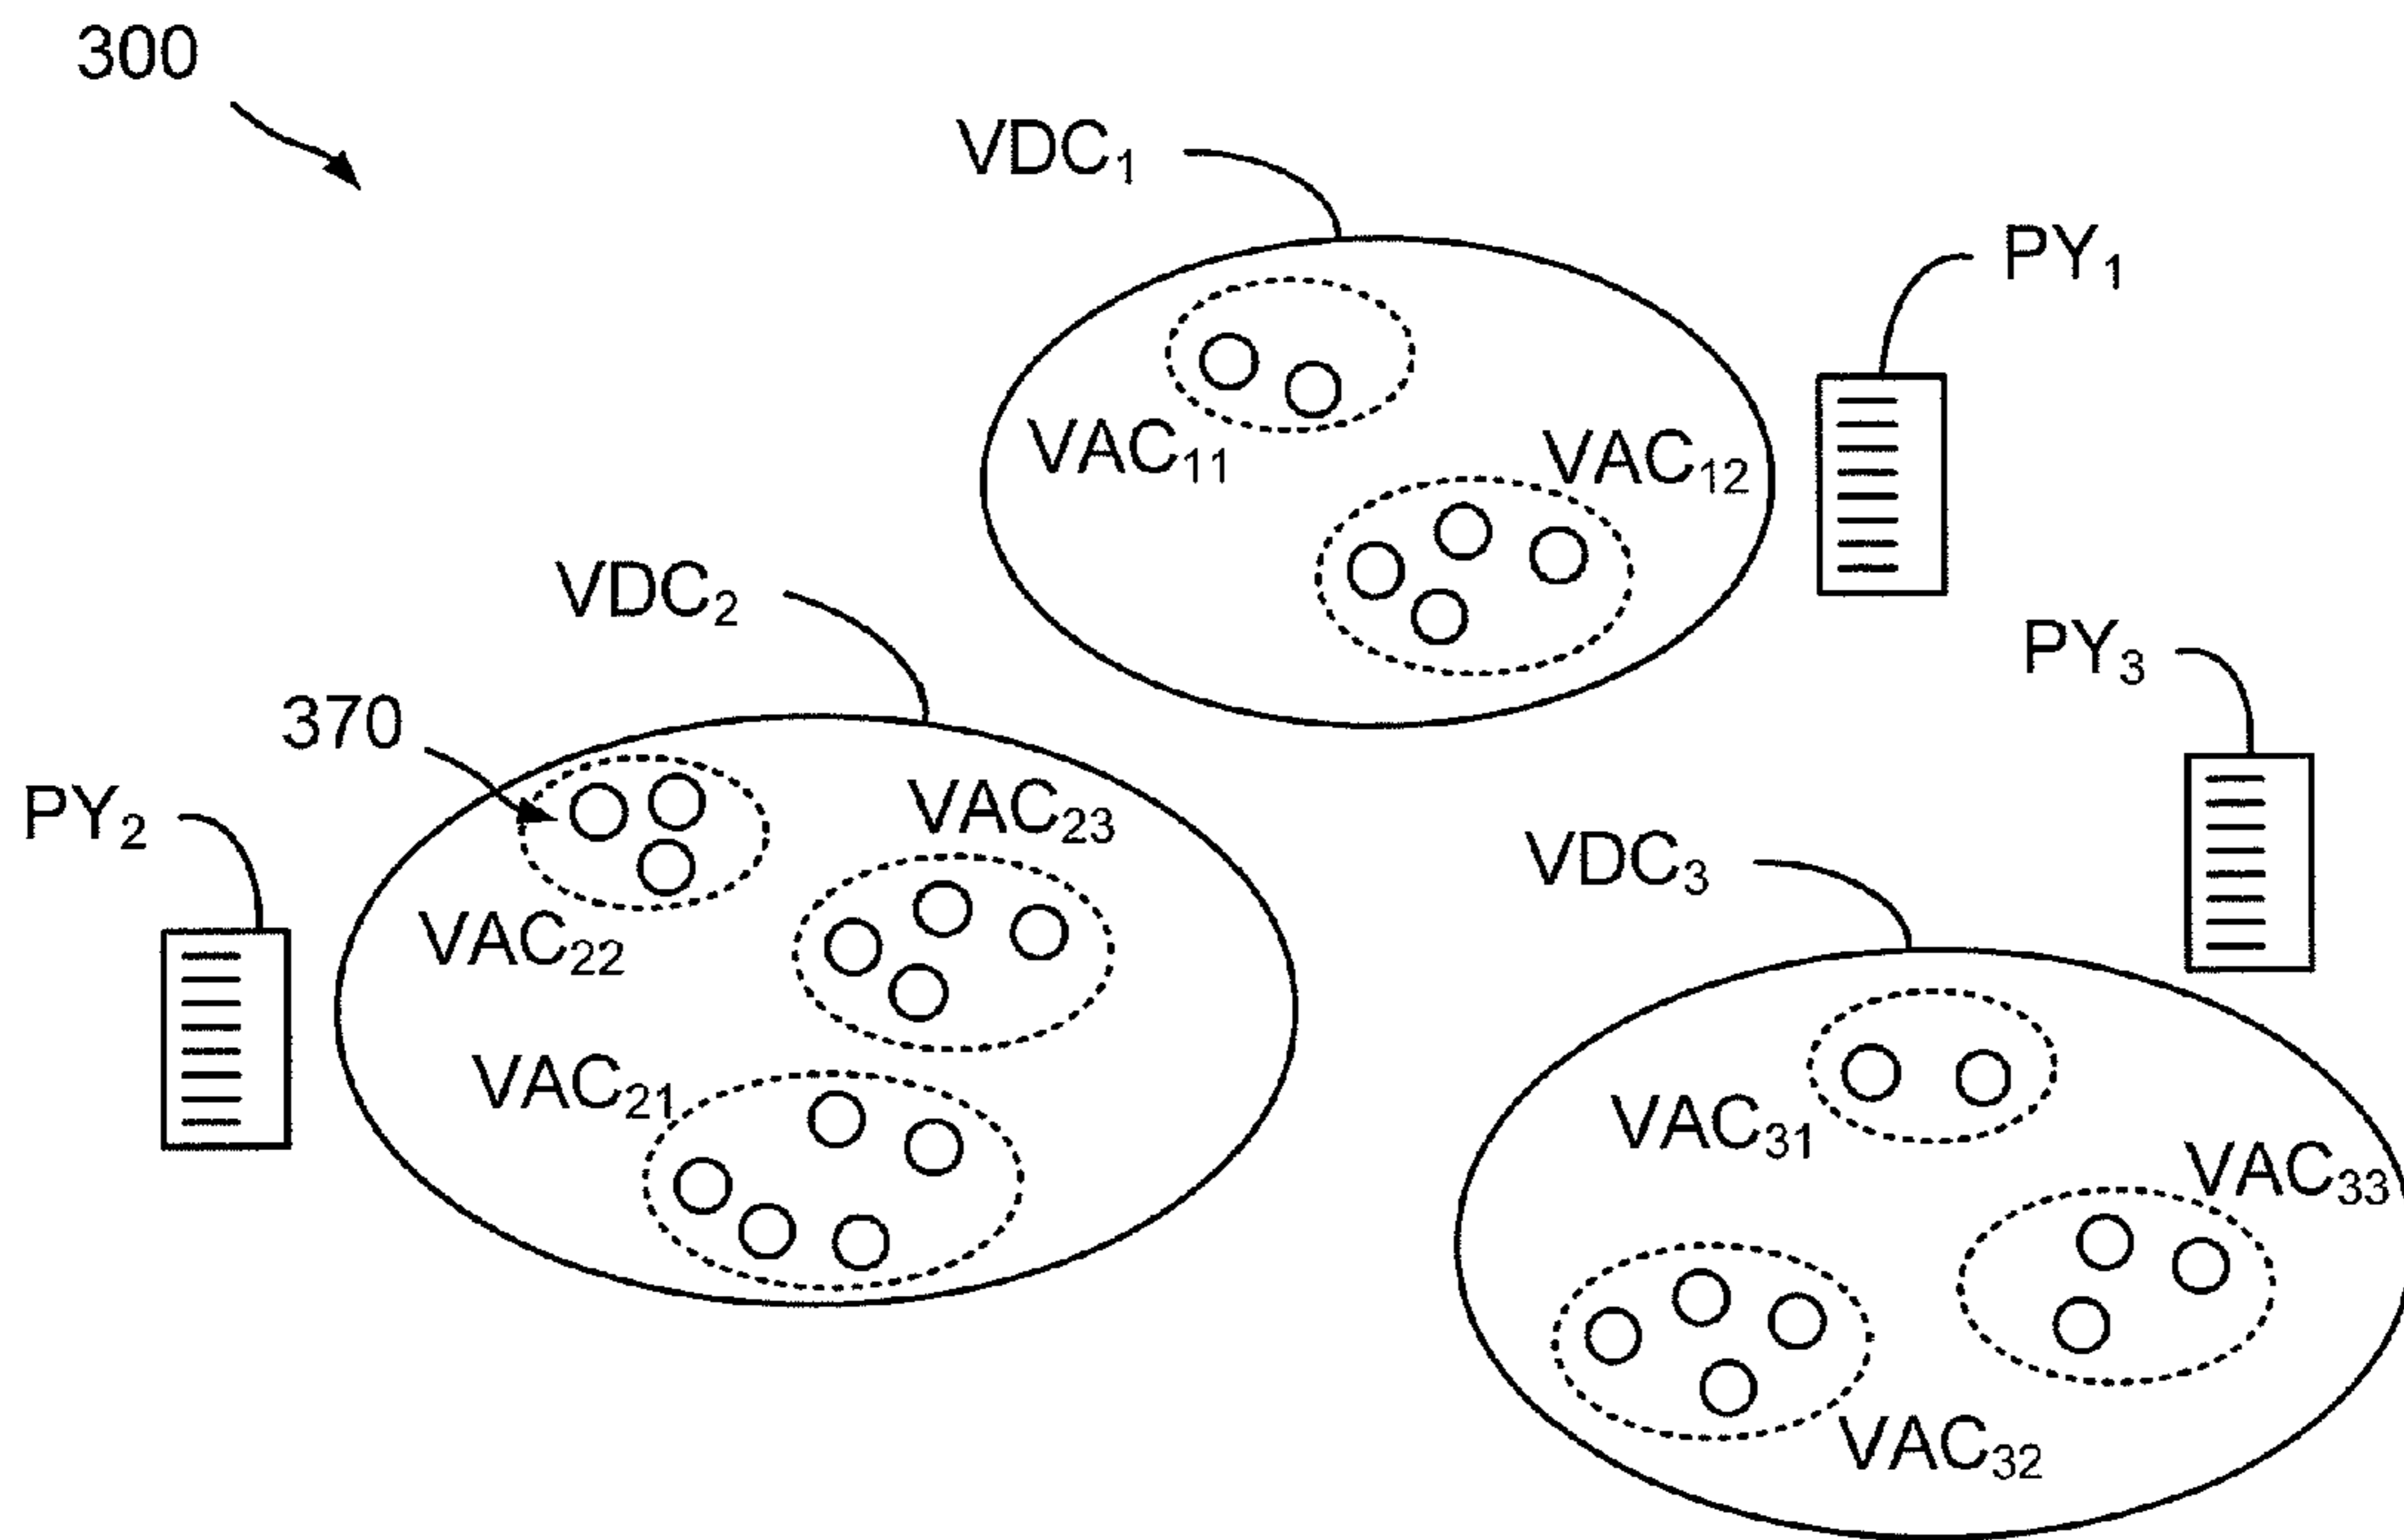 300
VDC₁
PY₁
VAC₁₁
VAC₁₂
VDC₂
PY₃
370
PY₂
VAC₂₃
VDC₃
VAC₂₂
VAC₂₁
VAC₃₁
VAC₃₃
VAC₃₂